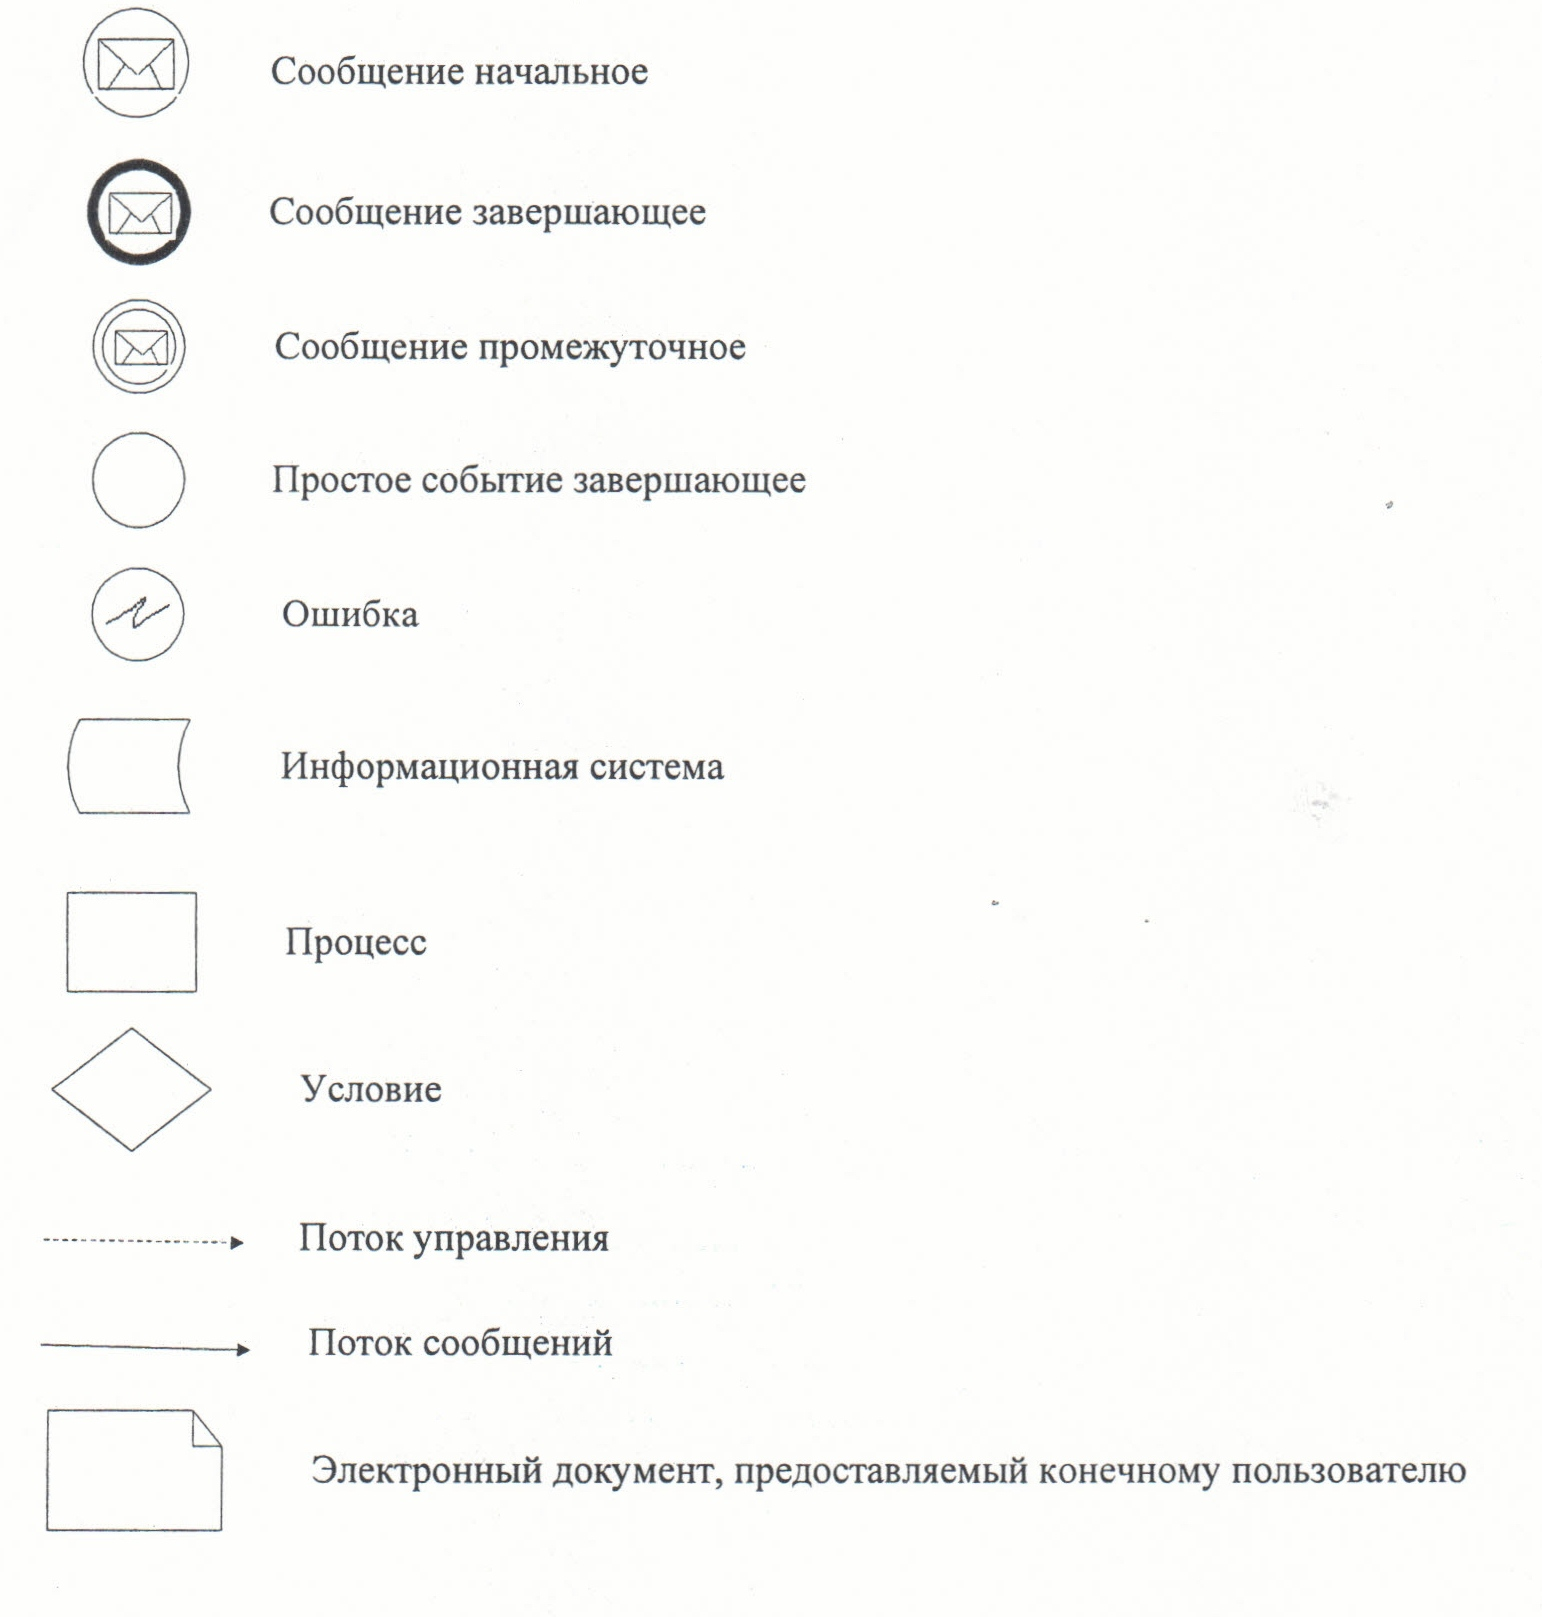 Сообщение начальное
Сообщение завершающее
Сообщение промежуточное
Простое событие завершающее
Ошибка
Информационная система
Процесс
Условие
Поток управления
Поток сообщений
Электронный документ, предоставляемый конечному пользователю